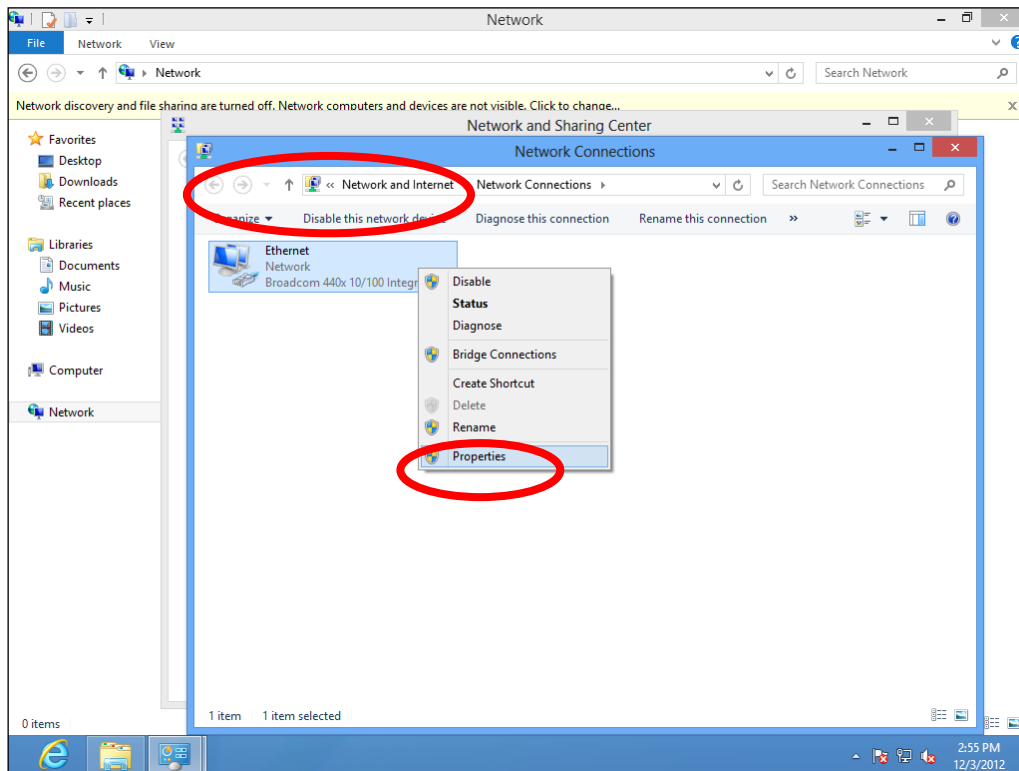 Network
File Network View
Network
Search Network
Network discovery and file sharing are turned off. Network computers and devices are not visible. Click to change...
x
Favorites
Desktop
Downloads
Recent places
Libraries
Documents
Music
Pictures
Videos
Computer
Network
0 items
Network and Sharing Center
Network Connections
« Network and Internet Network Connections
Search Network Connections
Organize Disable this network device Diagnose this connection Rename this connection »
Ethernet
Network
Broadcom 440x 10/100 Integr
Disable
Status
Diagnose
Bridge Connections
Create Shortcut
Delete
Rename
Properties
1 item 1 item selected
2:55 PM
12/3/2012